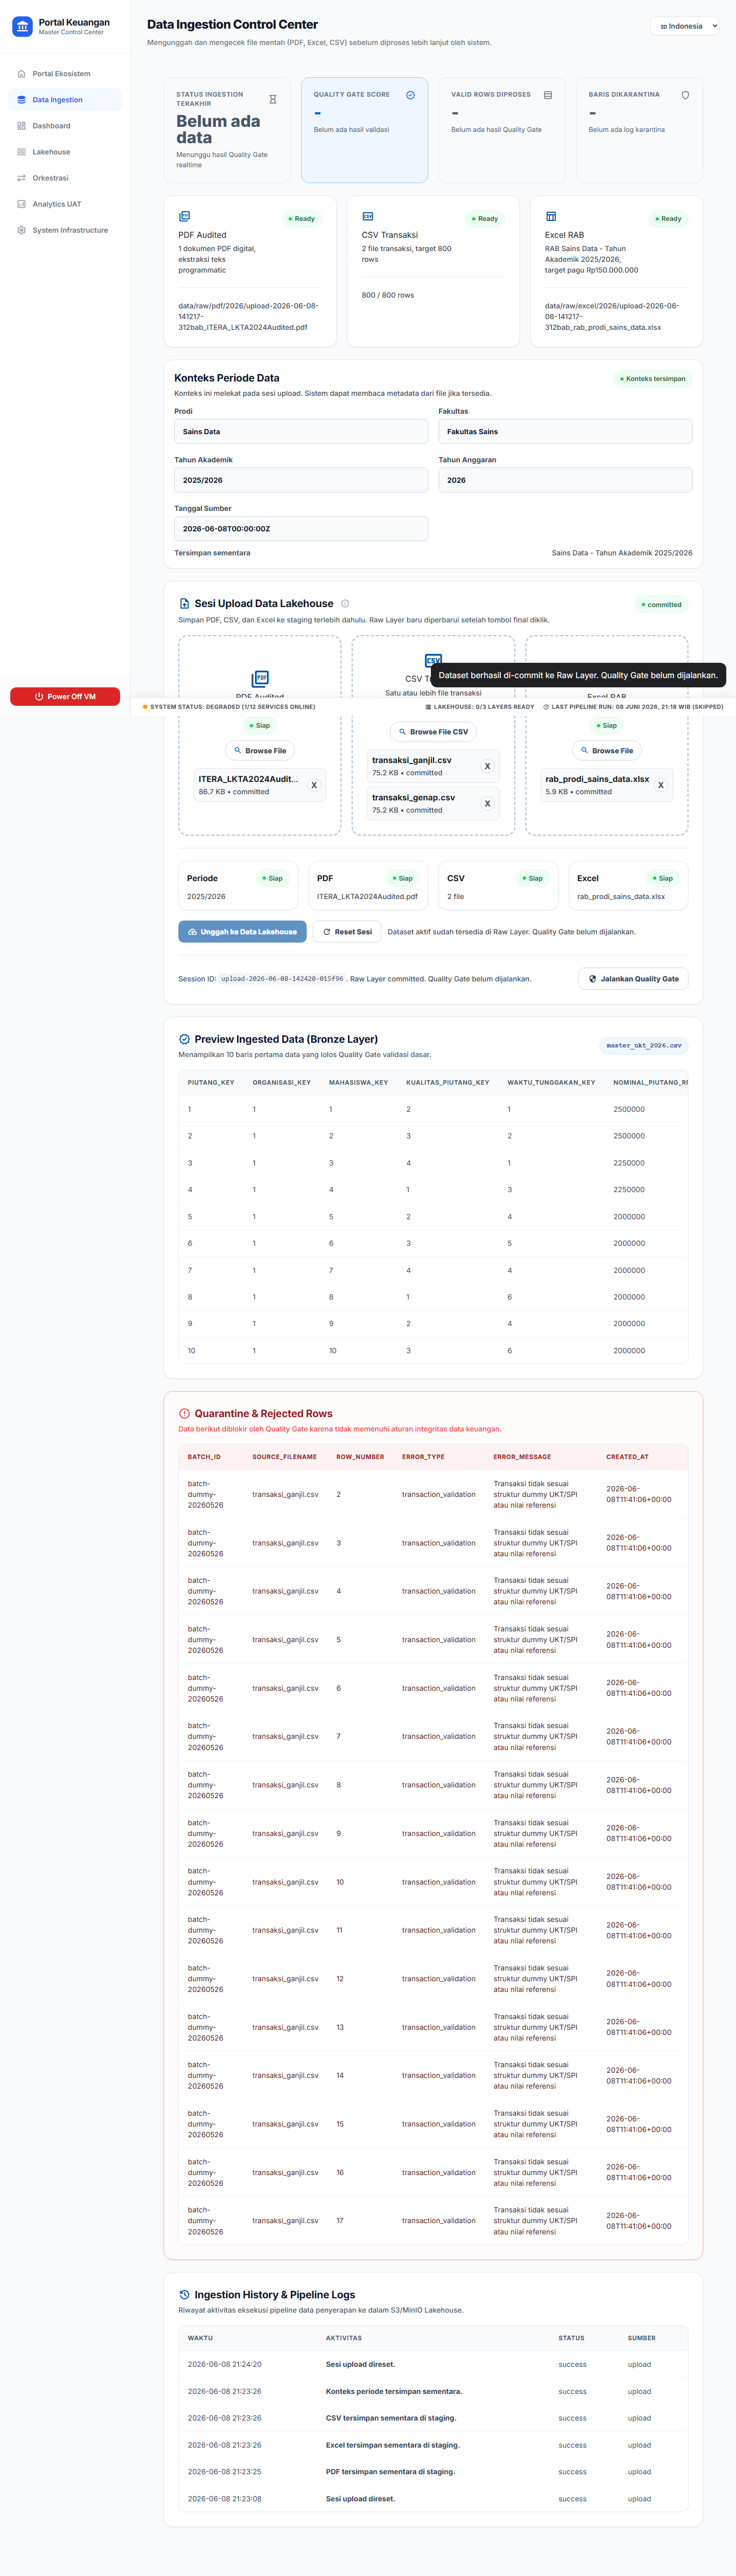 Portal Keuangan
Master Control Center
Portal Ekosistem
Data Ingestion
Dashboard
Lakehouse
Orkestrasi
Analytics UAT
System Infrastructure
Power Off VM
Data Ingestion Control Center
Mengunggah dan mengecek file mentah (PDF, Excel, CSV) sebelum diproses lebih lanjut oleh sistem.
ID Indonesia
STATUS INGESTION
TERAKHIR
Belum ada
data
Menunggu hasil Quality Gate
realtime
QUALITY GATE SCORE
-
Belum ada hasil validasi
VALID ROWS DIPROSES
-
Belum ada hasil Quality Gate
BARIS DIKARANTINA
-
Belum ada log karantina
Ready
PDF Audited
1 dokumen PDF digital,
ekstraksi teks
programmatic
data/raw/pdf/2026/upload-2026-06-08-
141217-
312bab_ITERA_LKTA2024Audited.pdf
CSV
Ready
CSV Transaksi
2 file transaksi, target 800
rows
800 / 800 rows
Ready
Excel RAB
RAB Sains Data - Tahun
Akademik 2025/2026,
target pagu Rp150.000.000
data/raw/excel/2026/upload-2026-06-
08-141217-
312bab_rab_prodi_sains_data.xlsx
Konteks Periode Data
Konteks tersimpan
Konteks ini melekat pada sesi upload. Sistem dapat membaca metadata dari file jika tersedia.
Prodi
Sains Data
Fakultas
Fakultas Sains
Tahun Akademik
2025/2026
Tahun Anggaran
2026
Tanggal Sumber
2026-06-08T00:00:00Z
Tersimpan sementara
Sains Data - Tahun Akademik 2025/2026
Sesi Upload Data Lakehouse
committed
Simpan PDF, CSV, dan Excel ke staging terlebih dahulu. Raw Layer baru diperbarui setelah tombol final diklik.
PDF
PDF Audited
Siap
Browse File
ITERA_LKTA2024Audit...
86.7 KB • committed
X
CSV
CSV T
Satu atau lebih file transaksi
Browse File CSV
transaksi_ganjil.csv
75.2 KB • committed
X
transaksi_genap.csv
75.2 KB • committed
X
Excel RAB
Siap
Browse File
rab_prodi_sains_data.xlsx
5.9 KB • committed
X
Dataset berhasil di-commit ke Raw Layer. Quality Gate belum dijalankan.
SYSTEM STATUS: DEGRADED (1/12 SERVICES ONLINE)
LAKEHOUSE: 0/3 LAYERS READY
LAST PIPELINE RUN: 08 JUNI 2026, 21:18 WIB (SKIPPED)
Periode
Siap
2025/2026
PDF
Siap
ITERA_LKTA2024Audited.pdf
CSV
Siap
2 file
Excel
Siap
rab_prodi_sains_data.xlsx
Unggah ke Data Lakehouse
Reset Sesi
Dataset aktif sudah tersedia di Raw Layer. Quality Gate belum dijalankan.
Session ID: upload-2026-06-08-142420-015f96. Raw Layer committed. Quality Gate belum dijalankan.
Jalankan Quality Gate
Preview Ingested Data (Bronze Layer)
Menampilkan 10 baris pertama data yang lolos Quality Gate validasi dasar.
master_ukt_2026.csv
PIUTANG_KEY ORGANISASI_KEY MAHASISWA_KEY KUALITAS_PIUTANG_KEY WAKTU_TUNGGAKAN_KEY NOMINAL_PIUTANG_RP
1 1 1 2 1 2500000
2 1 2 3 2 2500000
3 1 3 4 1 2250000
4 1 4 1 3 2250000
5 1 5 2 4 2000000
6 1 6 3 5 2000000
7 1 7 4 4 2000000
8 1 8 1 6 2000000
9 1 9 2 4 2000000
10 1 10 3 6 2000000
Quarantine & Rejected Rows
Data berikut diblokir oleh Quality Gate karena tidak memenuhi aturan integritas data keuangan.
BATCH_ID SOURCE_FILENAME ROW_NUMBER ERROR_TYPE ERROR_MESSAGE CREATED_AT
batch- Transaksi tidak sesuai 2026-06-
dummy- transaksi_ganjil.csv 2 transaction_validation struktur dummy UKT/SPI 08T11:41:06+00:00
20260526 atau nilai referensi
batch- Transaksi tidak sesuai 2026-06-
dummy- transaksi_ganjil.csv 3 transaction_validation struktur dummy UKT/SPI 08T11:41:06+00:00
20260526 atau nilai referensi
batch- Transaksi tidak sesuai 2026-06-
dummy- transaksi_ganjil.csv 4 transaction_validation struktur dummy UKT/SPI 08T11:41:06+00:00
20260526 atau nilai referensi
batch- Transaksi tidak sesuai 2026-06-
dummy- transaksi_ganjil.csv 5 transaction_validation struktur dummy UKT/SPI 08T11:41:06+00:00
20260526 atau nilai referensi
batch- Transaksi tidak sesuai 2026-06-
dummy- transaksi_ganjil.csv 6 transaction_validation struktur dummy UKT/SPI 08T11:41:06+00:00
20260526 atau nilai referensi
batch- Transaksi tidak sesuai 2026-06-
dummy- transaksi_ganjil.csv 7 transaction_validation struktur dummy UKT/SPI 08T11:41:06+00:00
20260526 atau nilai referensi
batch- Transaksi tidak sesuai 2026-06-
dummy- transaksi_ganjil.csv 8 transaction_validation struktur dummy UKT/SPI 08T11:41:06+00:00
20260526 atau nilai referensi
batch- Transaksi tidak sesuai 2026-06-
dummy- transaksi_ganjil.csv 9 transaction_validation struktur dummy UKT/SPI 08T11:41:06+00:00
20260526 atau nilai referensi
batch- Transaksi tidak sesuai 2026-06-
dummy- transaksi_ganjil.csv 10 transaction_validation struktur dummy UKT/SPI 08T11:41:06+00:00
20260526 atau nilai referensi
batch- Transaksi tidak sesuai 2026-06-
dummy- transaksi_ganjil.csv 11 transaction_validation struktur dummy UKT/SPI 08T11:41:06+00:00
20260526 atau nilai referensi
batch- Transaksi tidak sesuai 2026-06-
dummy- transaksi_ganjil.csv 12 transaction_validation struktur dummy UKT/SPI 08T11:41:06+00:00
20260526 atau nilai referensi
batch- Transaksi tidak sesuai 2026-06-
dummy- transaksi_ganjil.csv 13 transaction_validation struktur dummy UKT/SPI 08T11:41:06+00:00
20260526 atau nilai referensi
batch- Transaksi tidak sesuai 2026-06-
dummy- transaksi_ganjil.csv 14 transaction_validation struktur dummy UKT/SPI 08T11:41:06+00:00
20260526 atau nilai referensi
batch- Transaksi tidak sesuai 2026-06-
dummy- transaksi_ganjil.csv 15 transaction_validation struktur dummy UKT/SPI 08T11:41:06+00:00
20260526 atau nilai referensi
batch- Transaksi tidak sesuai 2026-06-
dummy- transaksi_ganjil.csv 16 transaction_validation struktur dummy UKT/SPI 08T11:41:06+00:00
20260526 atau nilai referensi
batch- Transaksi tidak sesuai 2026-06-
dummy- transaksi_ganjil.csv 17 transaction_validation struktur dummy UKT/SPI 08T11:41:06+00:00
20260526 atau nilai referensi
Ingestion History & Pipeline Logs
Riwayat aktivitas eksekusi pipeline data penyerapan ke dalam S3/MinIO Lakehouse.
WAKTU AKTIVITAS STATUS SUMBER
2026-06-08 21:24:20 Sesi upload direset. success upload
2026-06-08 21:23:26 Konteks periode tersimpan sementara. success upload
2026-06-08 21:23:26 CSV tersimpan sementara di staging. success upload
2026-06-08 21:23:26 Excel tersimpan sementara di staging. success upload
2026-06-08 21:23:25 PDF tersimpan sementara di staging. success upload
2026-06-08 21:23:08 Sesi upload direset. success upload